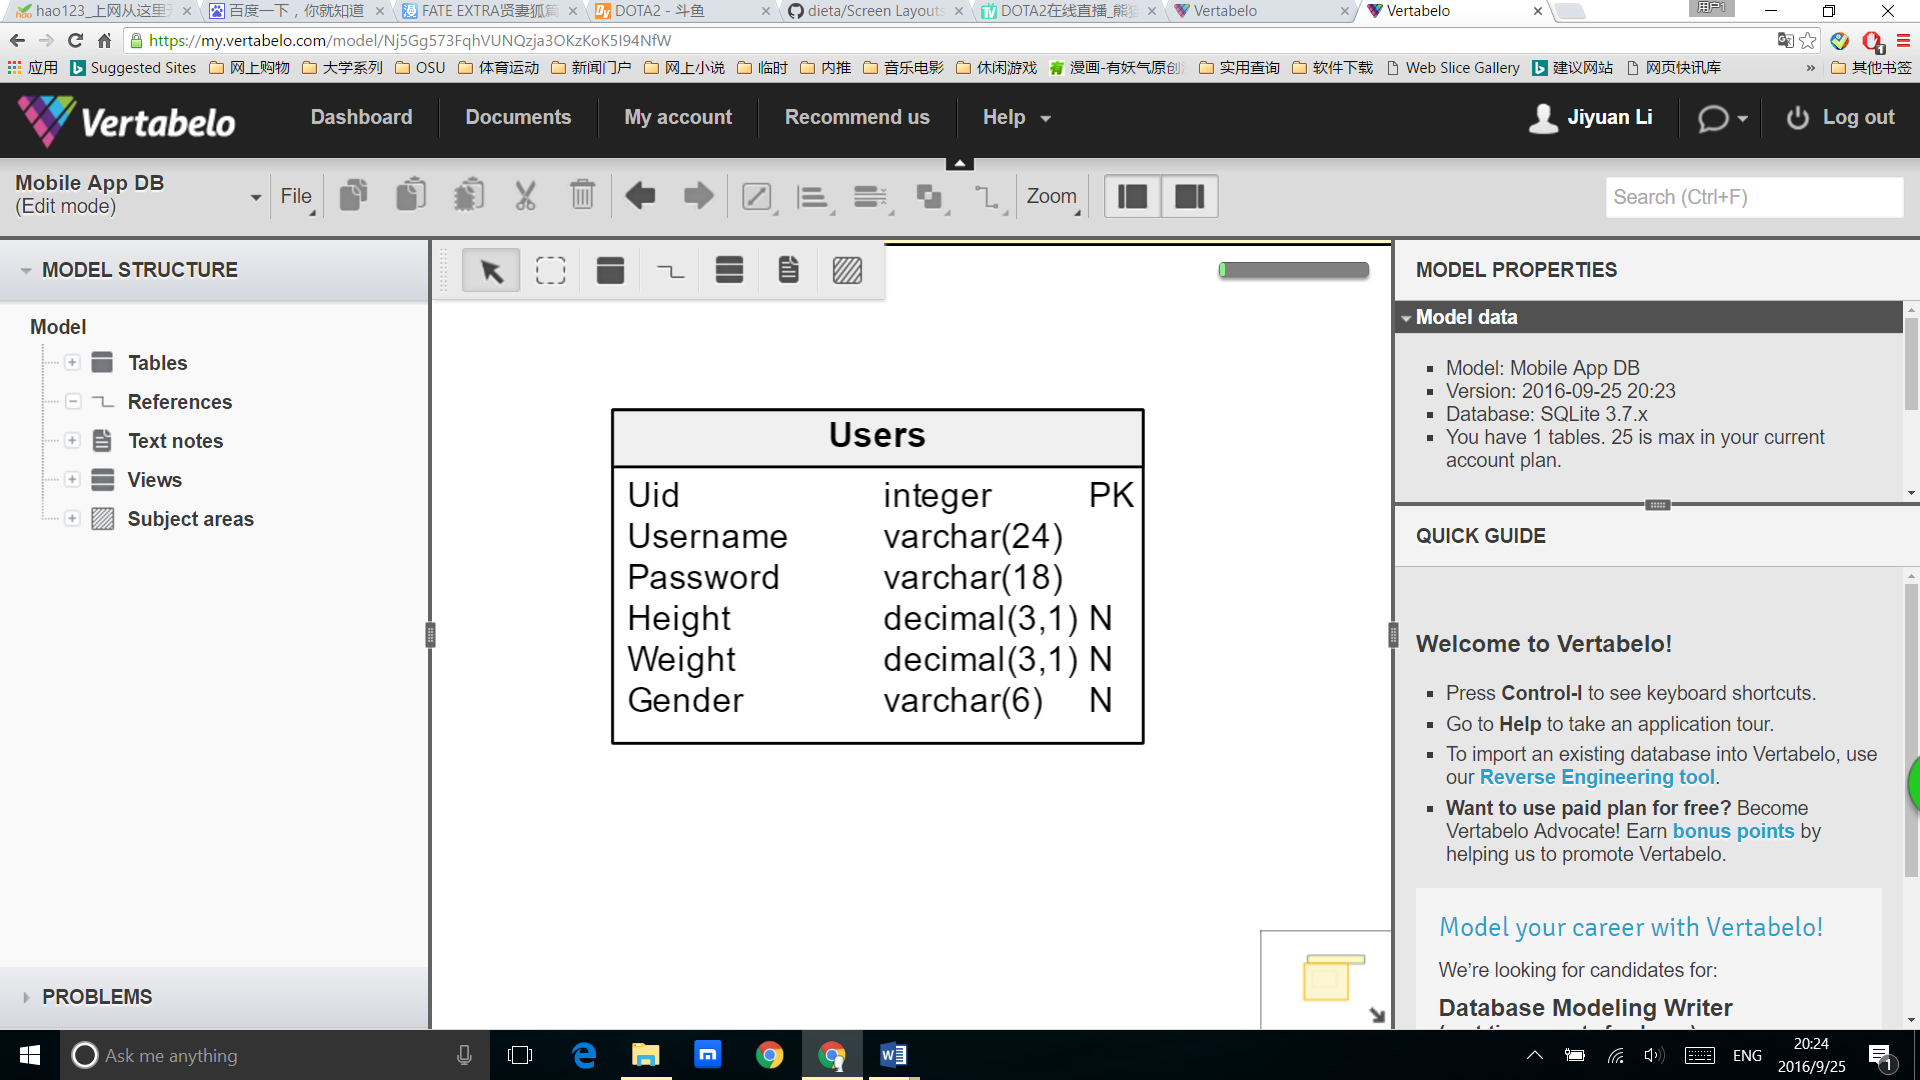 hao123_上网从这里开
百度一下，你就知道
FATE EXTRA贤妻狐篇
DOTA2 - 斗鱼
dieta/Screen Layouts
DOTA2在线直播_熊猫
Vertabelo
Vertabelo
用户1
https://my.vertabelo.com/model/Nj5Gg573FqhVUNQzja3OKzKoK5I94NfW
应用
Suggested Sites
网上购物
大学系列
OSU
体育运动
新闻门户
网上小说
临时
内推
音乐电影
休闲游戏
漫画-有妖气原创
实用查询
软件下载
Web Slice Gallery
建议网站
网页快讯库
»
其他书签
Vertabelo
Dashboard
Documents
My account
Recommend us
Help
Jiyuan Li
Log out
Mobile App DB
(Edit mode)
File
Zoom
Search (Ctrl+F)
MODEL STRUCTURE
Model
Tables
References
Text notes
Views
Subject areas
PROBLEMS
Users
Uid integer PK
Username varchar(24)
Password varchar(18)
Height decimal(3,1) N
Weight decimal(3,1) N
Gender varchar(6) N
MODEL PROPERTIES
Model data
Model: Mobile App DB
Version: 2016-09-25 20:23
Database: SQLite 3.7.x
You have 1 tables. 25 is max in your current
account plan.
QUICK GUIDE
Welcome to Vertabelo!
Press Control-I to see keyboard shortcuts.
Go to Help to take an application tour.
To import an existing database into Vertabelo, use
our Reverse Engineering tool.
Want to use paid plan for free? Become
Vertabelo Advocate! Earn bonus points by
helping us to promote Vertabelo.
Model your career with Vertabelo!
We're looking for candidates for:
Database Modeling Writer
Ask me anything
ENG
20:24
2016/9/25
1